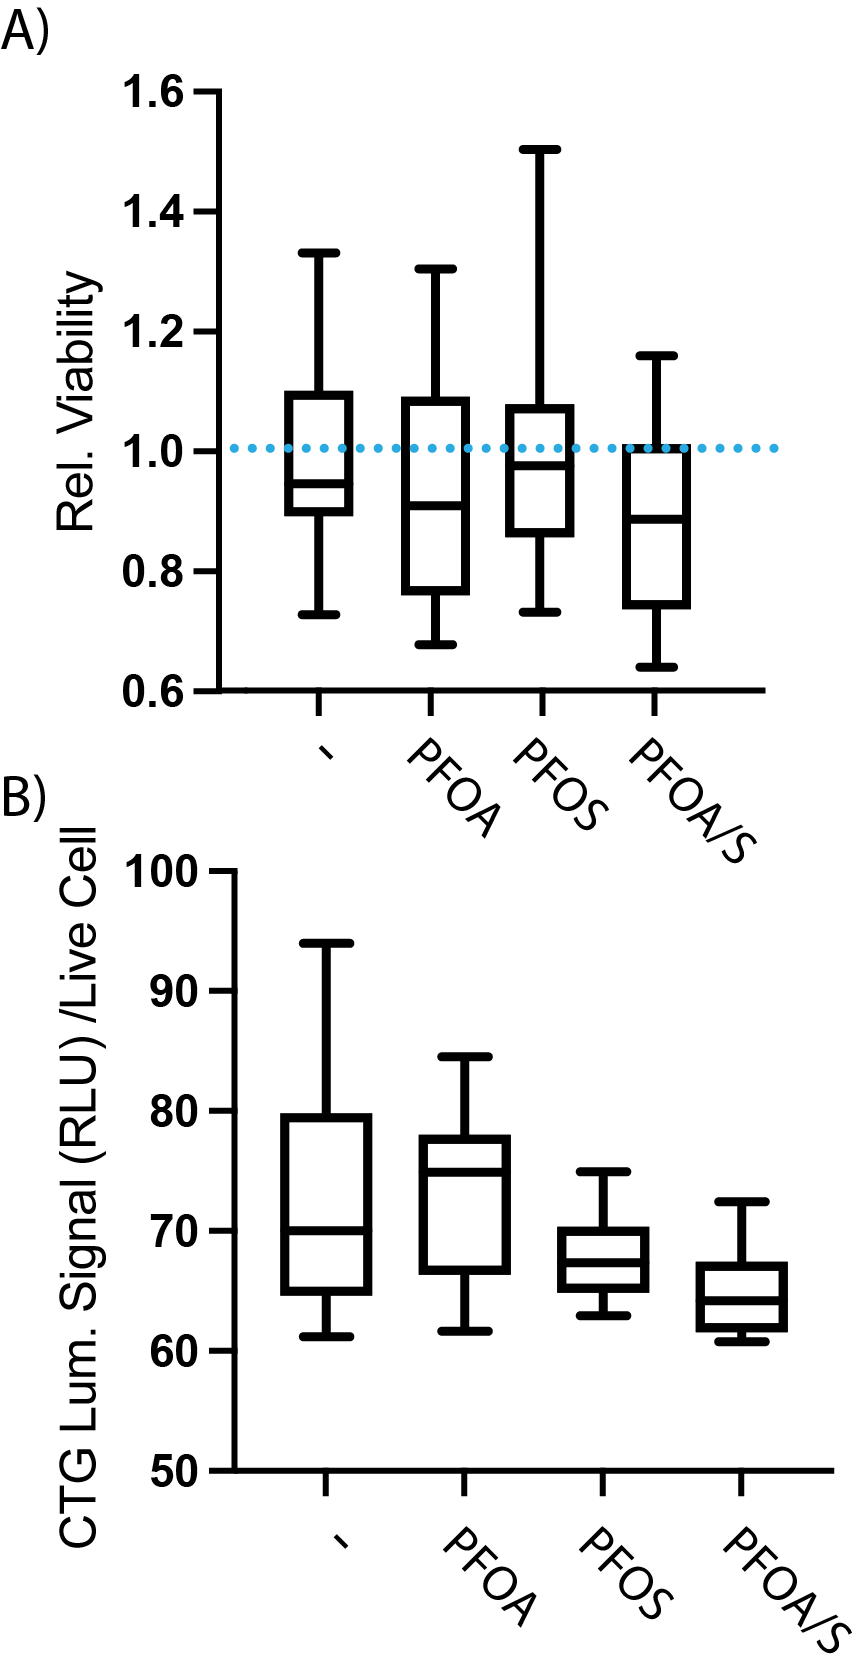 A)
Rel. Viability
1.6
1.4
1.2
1.0
0.8
0.6
-
PFOA
PFOS
PFOA/S
B)
CTG Lum. Signal (RLU) /Live Cell
100
90
80
70
60
50
-
PFOA
PFOS
PFOA/S